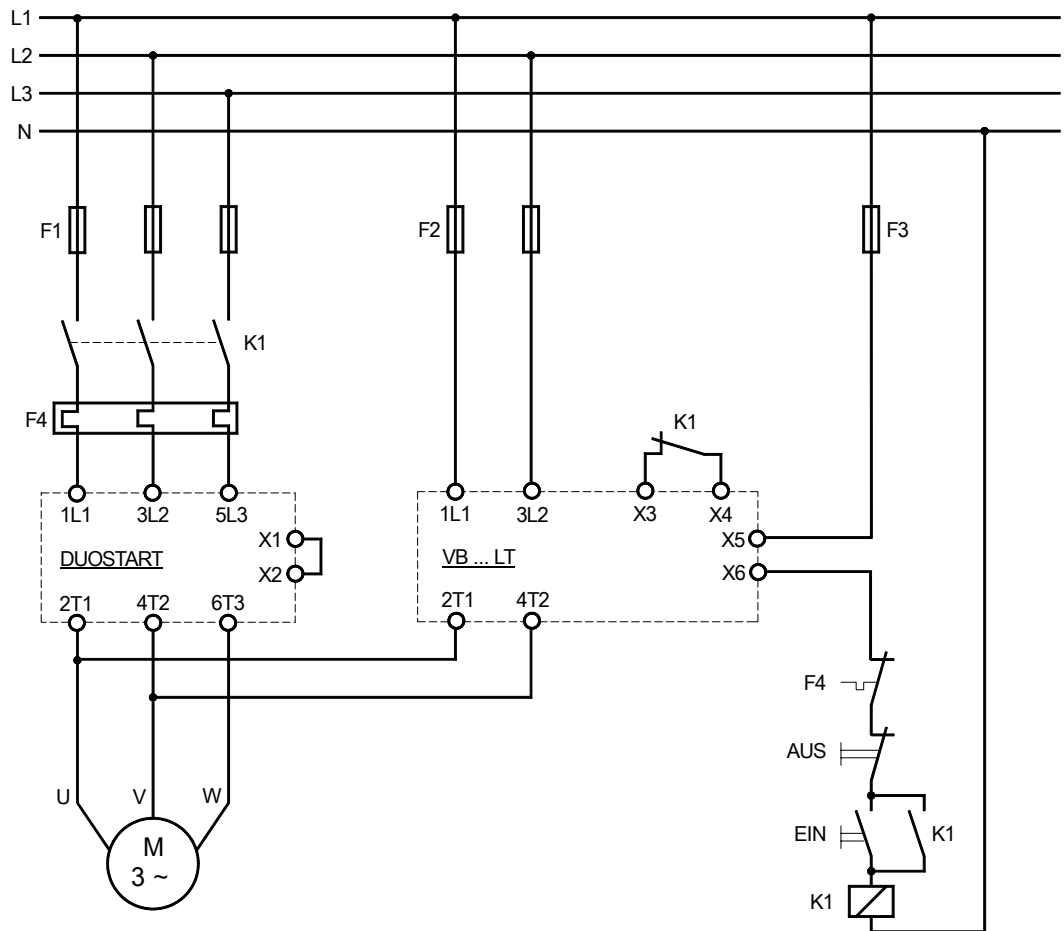 L1
L2
L3
N
F1
F2
F3
K1
F4
K1
1L1 3L2 5L3
1L1 3L2 X3 X4
X1
X5
DUOSTART
VB ... LT
X2
X6
2T1 4T2 6T3
2T1 4T2
F4
AUS
U V W
EIN K1
M
3 ~
K1